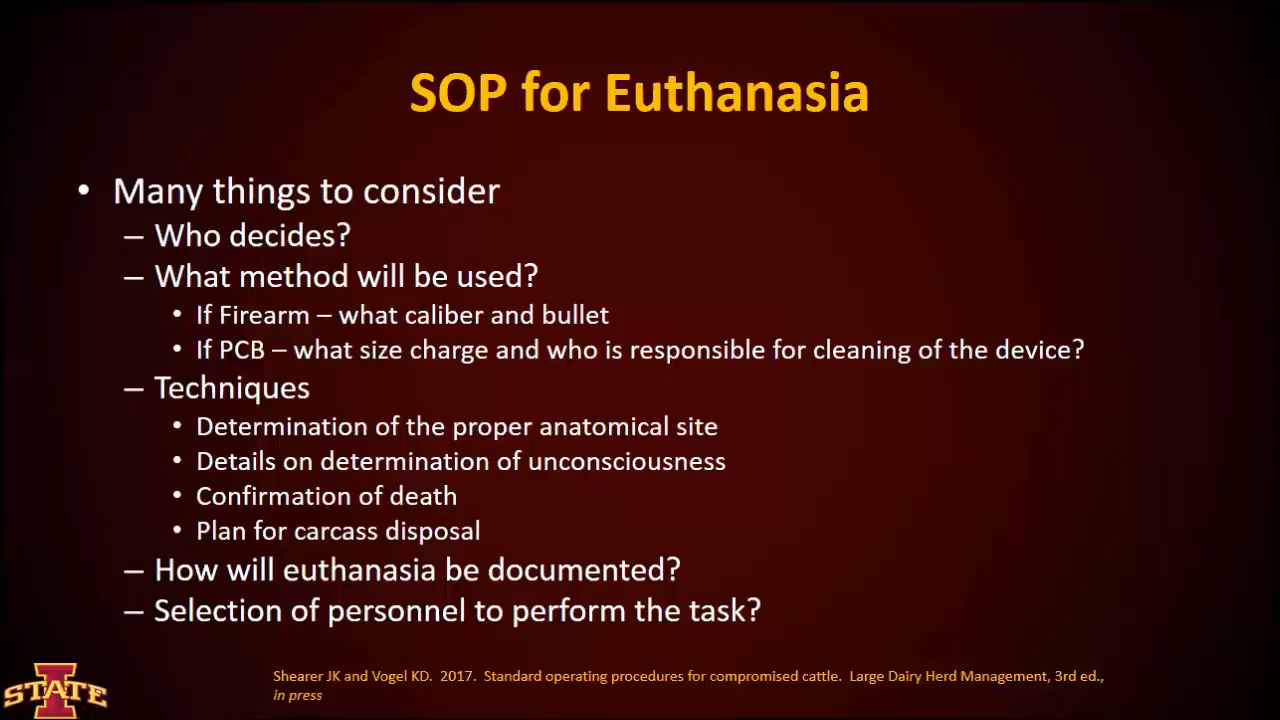 SOP for Euthanasia
• Many things to consider
– Who decides?
– What method will be used?
• If Firearm – what caliber and bullet
• If PCB – what size charge and who is responsible for cleaning of the device?
– Techniques
• Determination of the proper anatomical site
• Details on determination of unconsciousness
• Confirmation of death
• Plan for carcass disposal
– How will euthanasia be documented?
– Selection of personnel to perform the task?
Shearer JK and Vogel KD.  2017.  Standard operating procedures for compromised cattle.  Large Dairy Herd Management, 3rd ed.,
in press
I
STATE